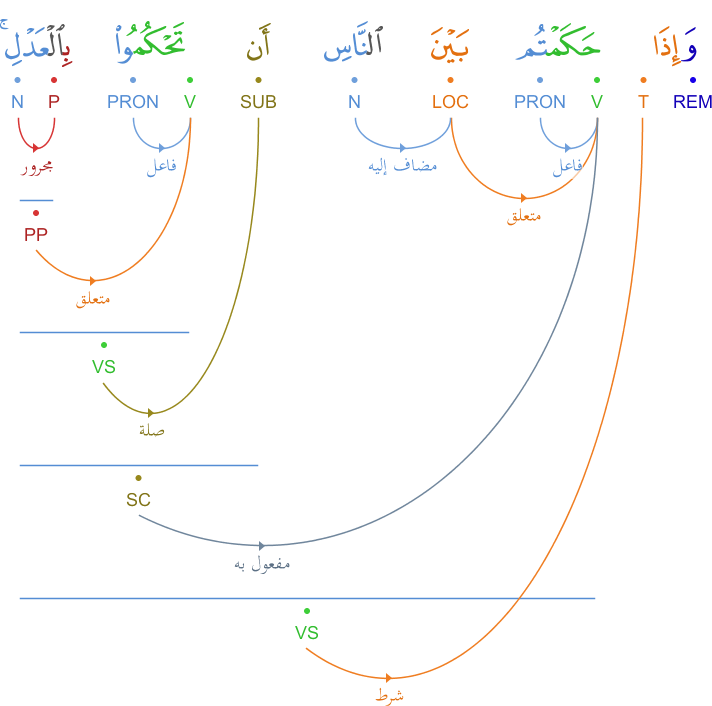 وَإِذَا حَكَمْتُم بَيْنَ ٱلنَّاسِ أَن تَحْكُمُوا۟ بِٱلْعَدْلِ ۚ
REM T V PRON LOC N SUB V PRON P N
فاعل مضاف إليه فاعل مجرور
متعلق
PP
متعلق
VS
صلة
SC
مفعول به
VS
شرط